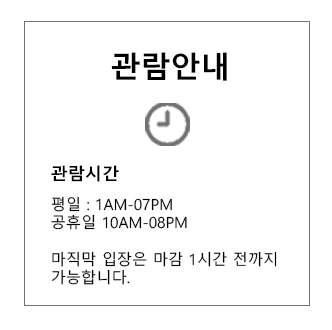 관람안내
관람시간
평일 : 1AM-07PM
공휴일 10AM-08PM
마직막 입장은 마감 1시간 전까지
가능합니다.